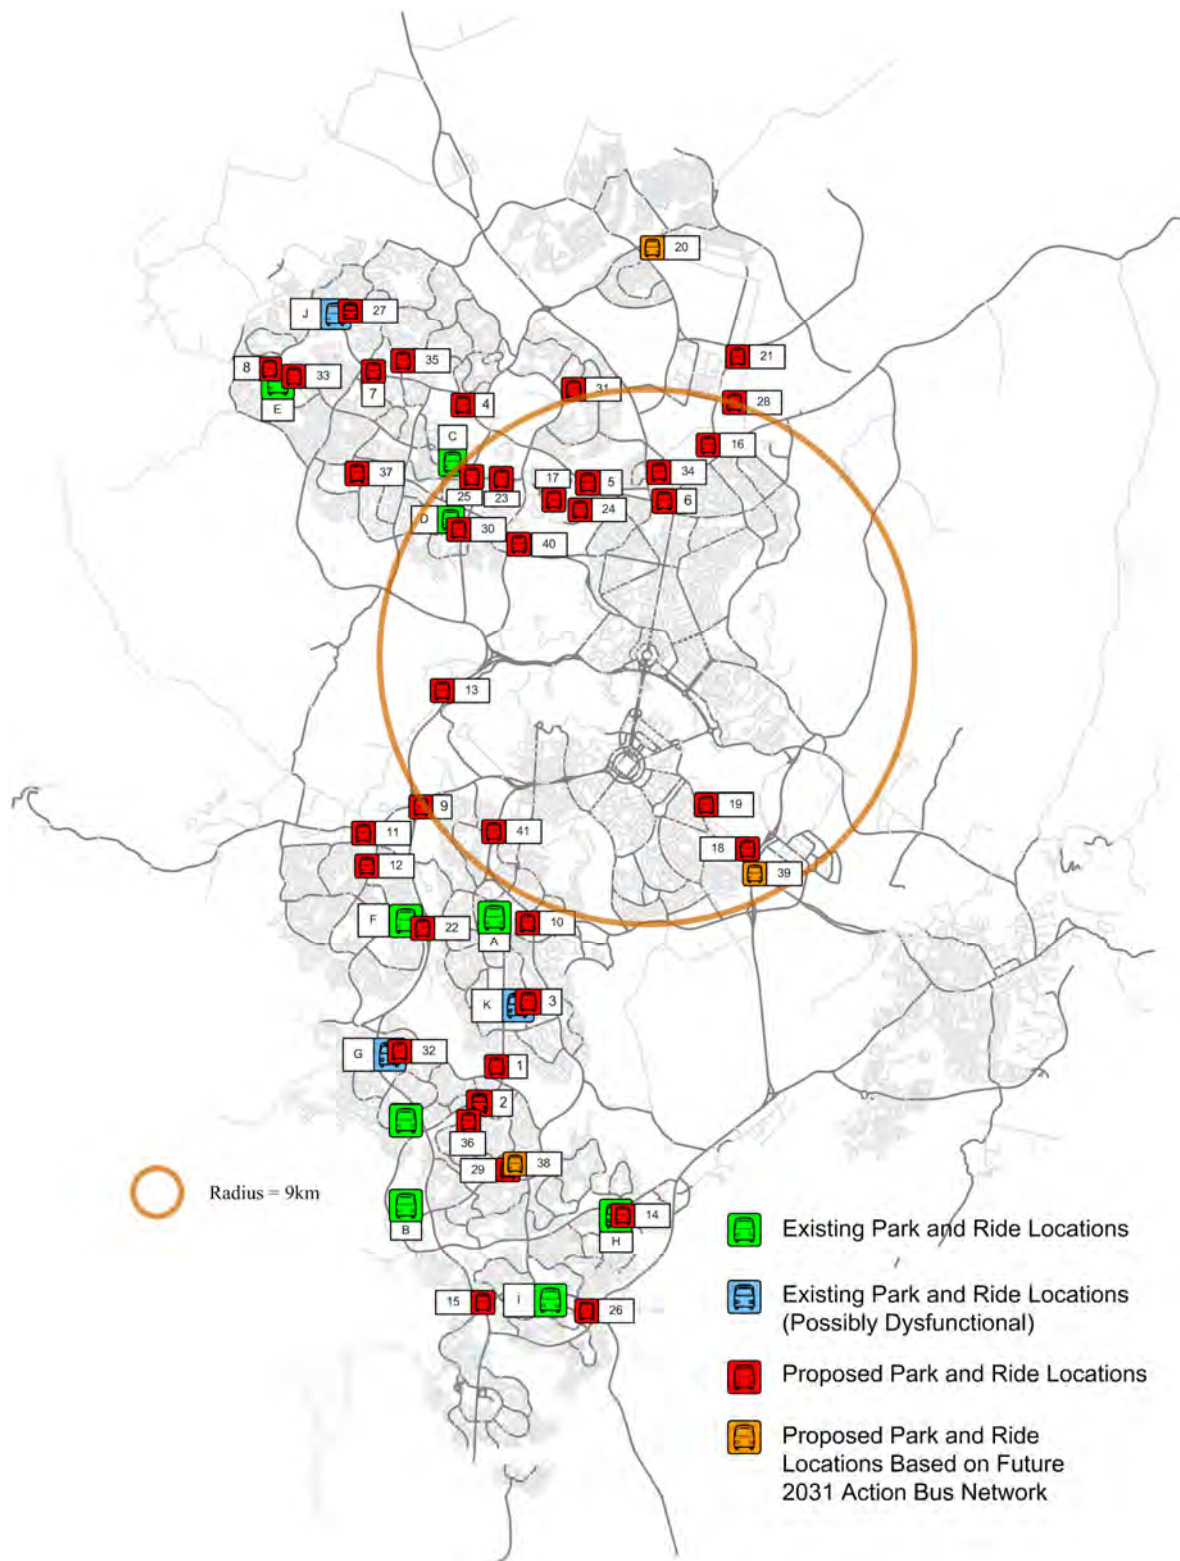 20
J
27
21
8
33
7
35
31
E
4
28
C
16
37
17
5
34
25
23
24
6
D
30
40
13
9
19
11
41
12
18
39
F
22
A
10
K
3
G
32
1
2
36
29
38
Radius = 9km
B
14
H
Existing Park and Ride Locations
15
I
26
Existing Park and Ride Locations
(Possibly Dysfunctional)
Proposed Park and Ride Locations
Proposed Park and Ride
Locations Based on Future
2031 Action Bus Network